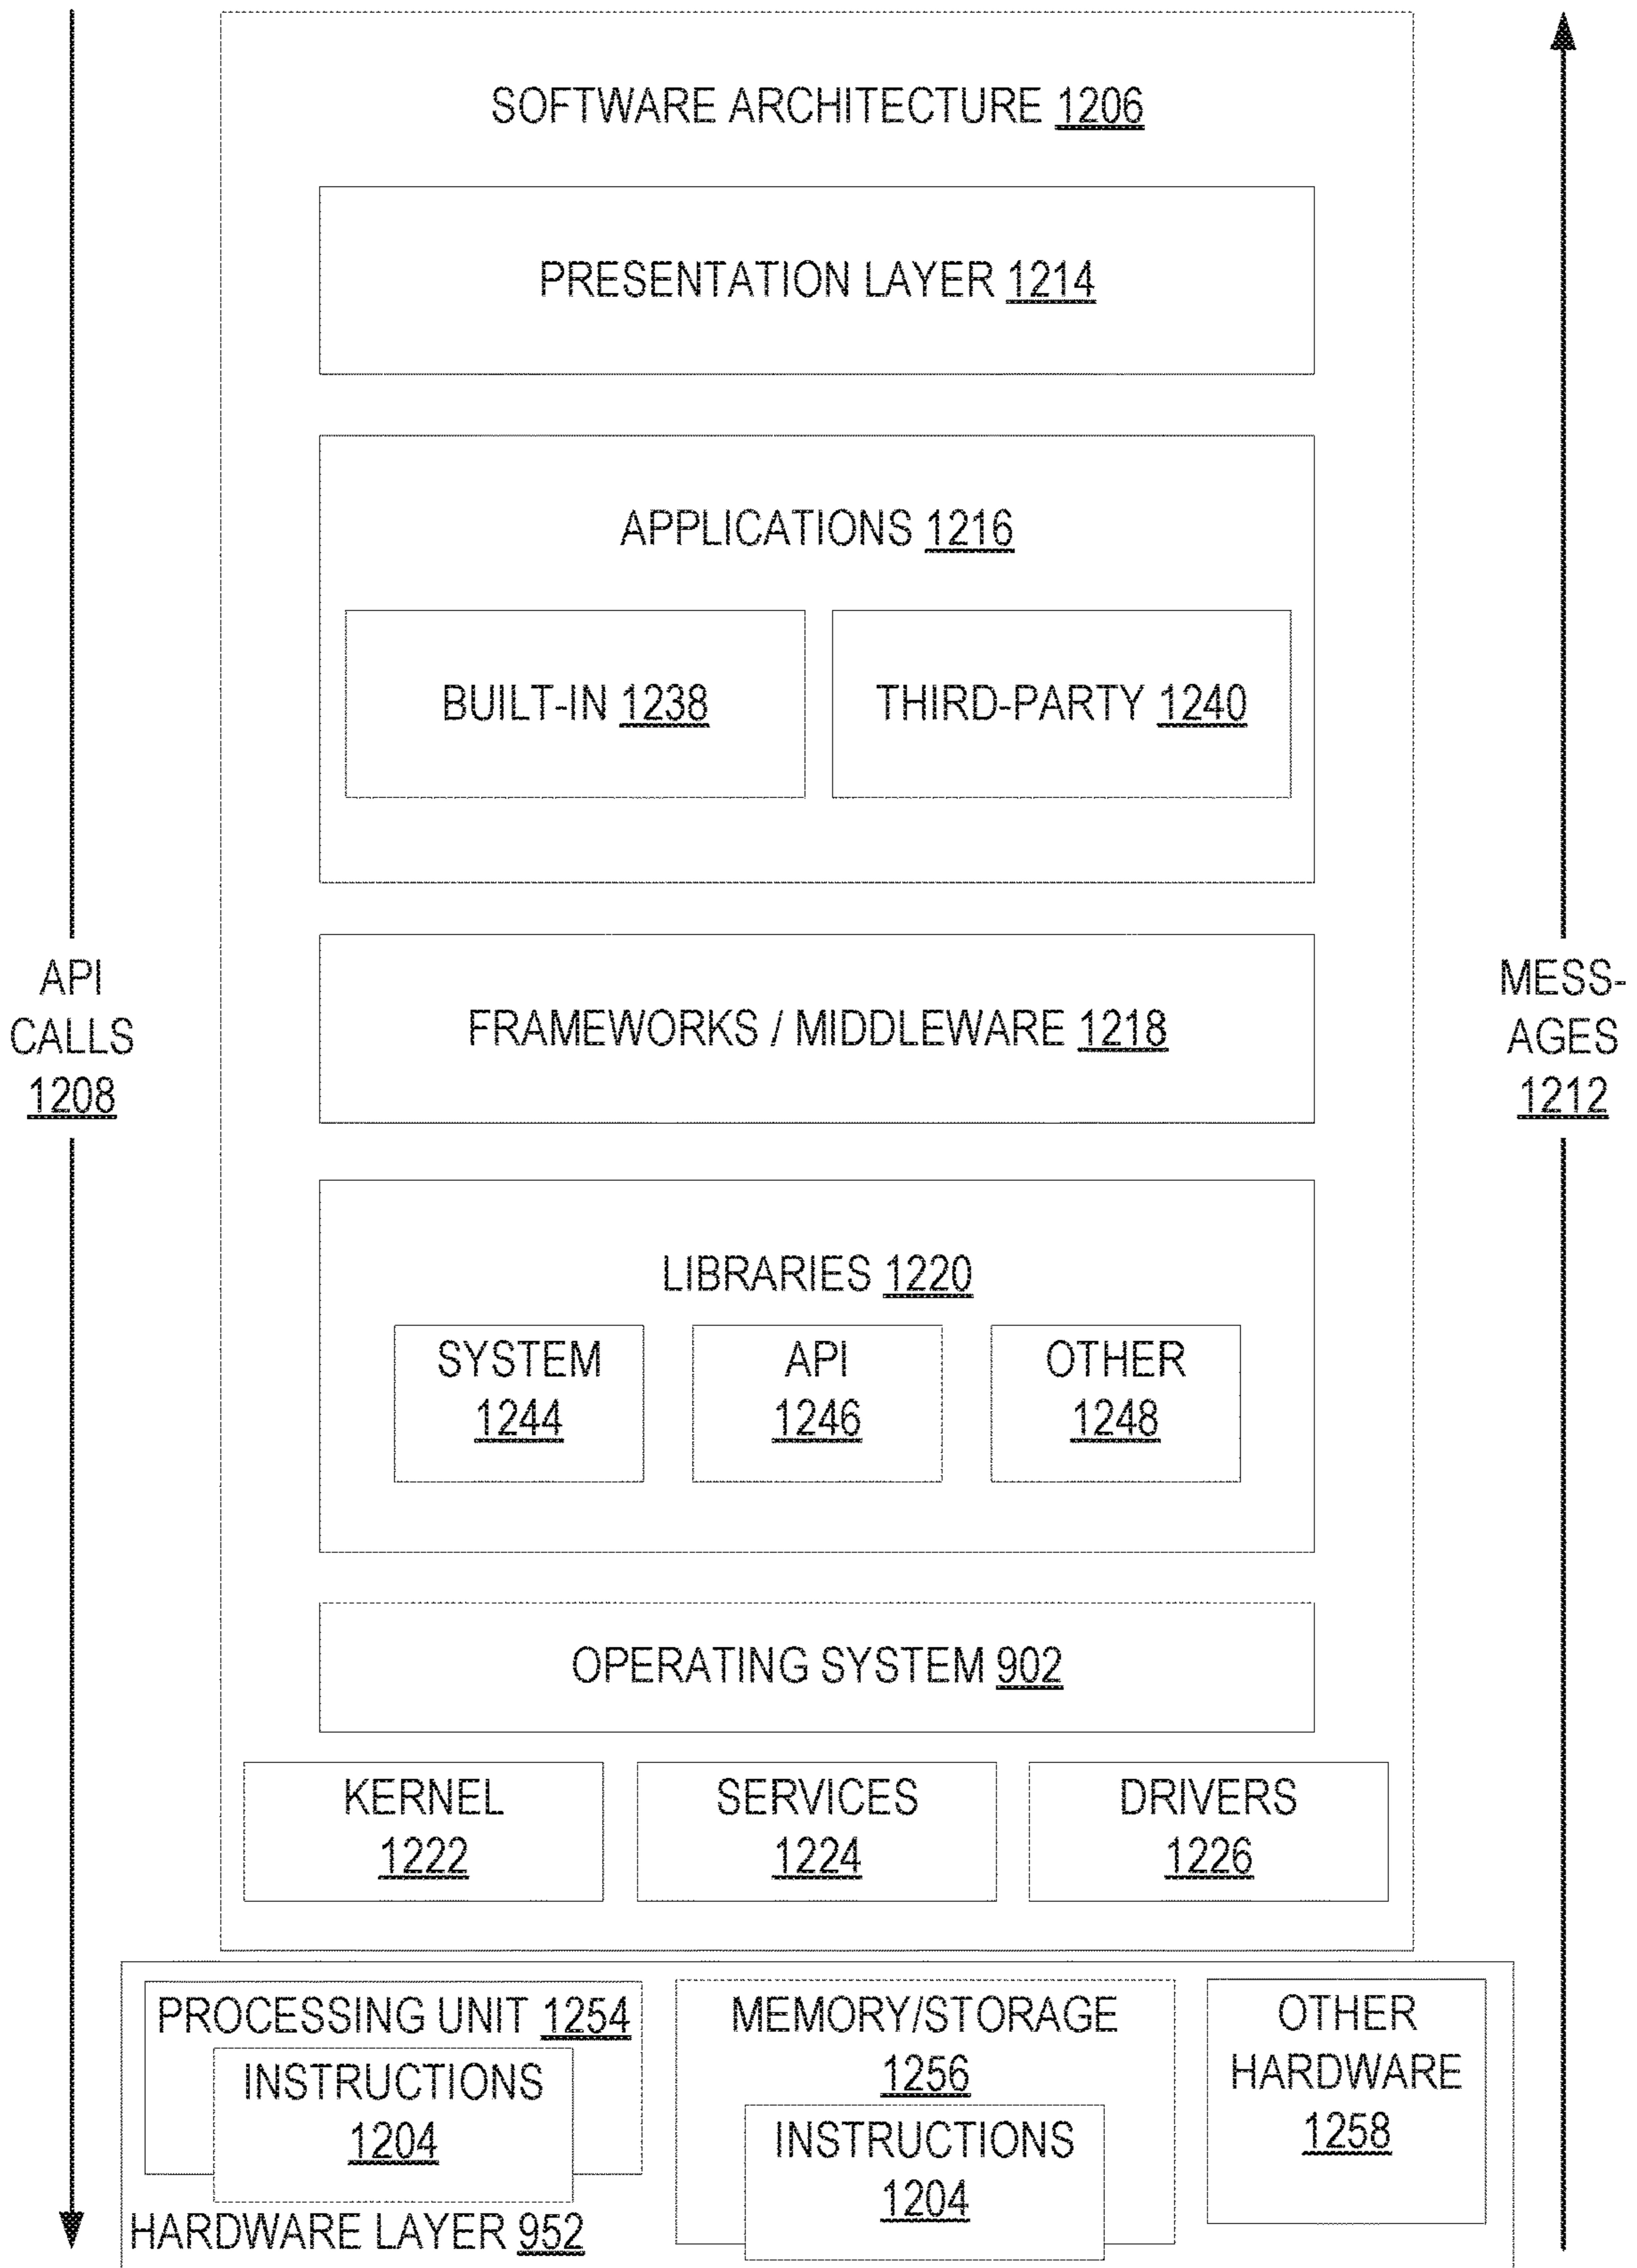 SOFTWARE ARCHITECTURE 1206
PRESENTATION LAYER 1214
APPLICATIONS 1216
BUILT-IN 1238
THIRD-PARTY 1240
API
CALLS
1208
FRAMEWORKS / MIDDLEWARE 1218
MESS-
AGES
1212
LIBRARIES 1220
SYSTEM
1244
API
1246
OTHER
1248
OPERATING SYSTEM 902
KERNEL
1222
SERVICES
1224
DRIVERS
1226
PROCESSING UNIT 1254
INSTRUCTIONS
1204
MEMORY/STORAGE
1256
INSTRUCTIONS
1204
OTHER
HARDWARE
1258
HARDWARE LAYER 952